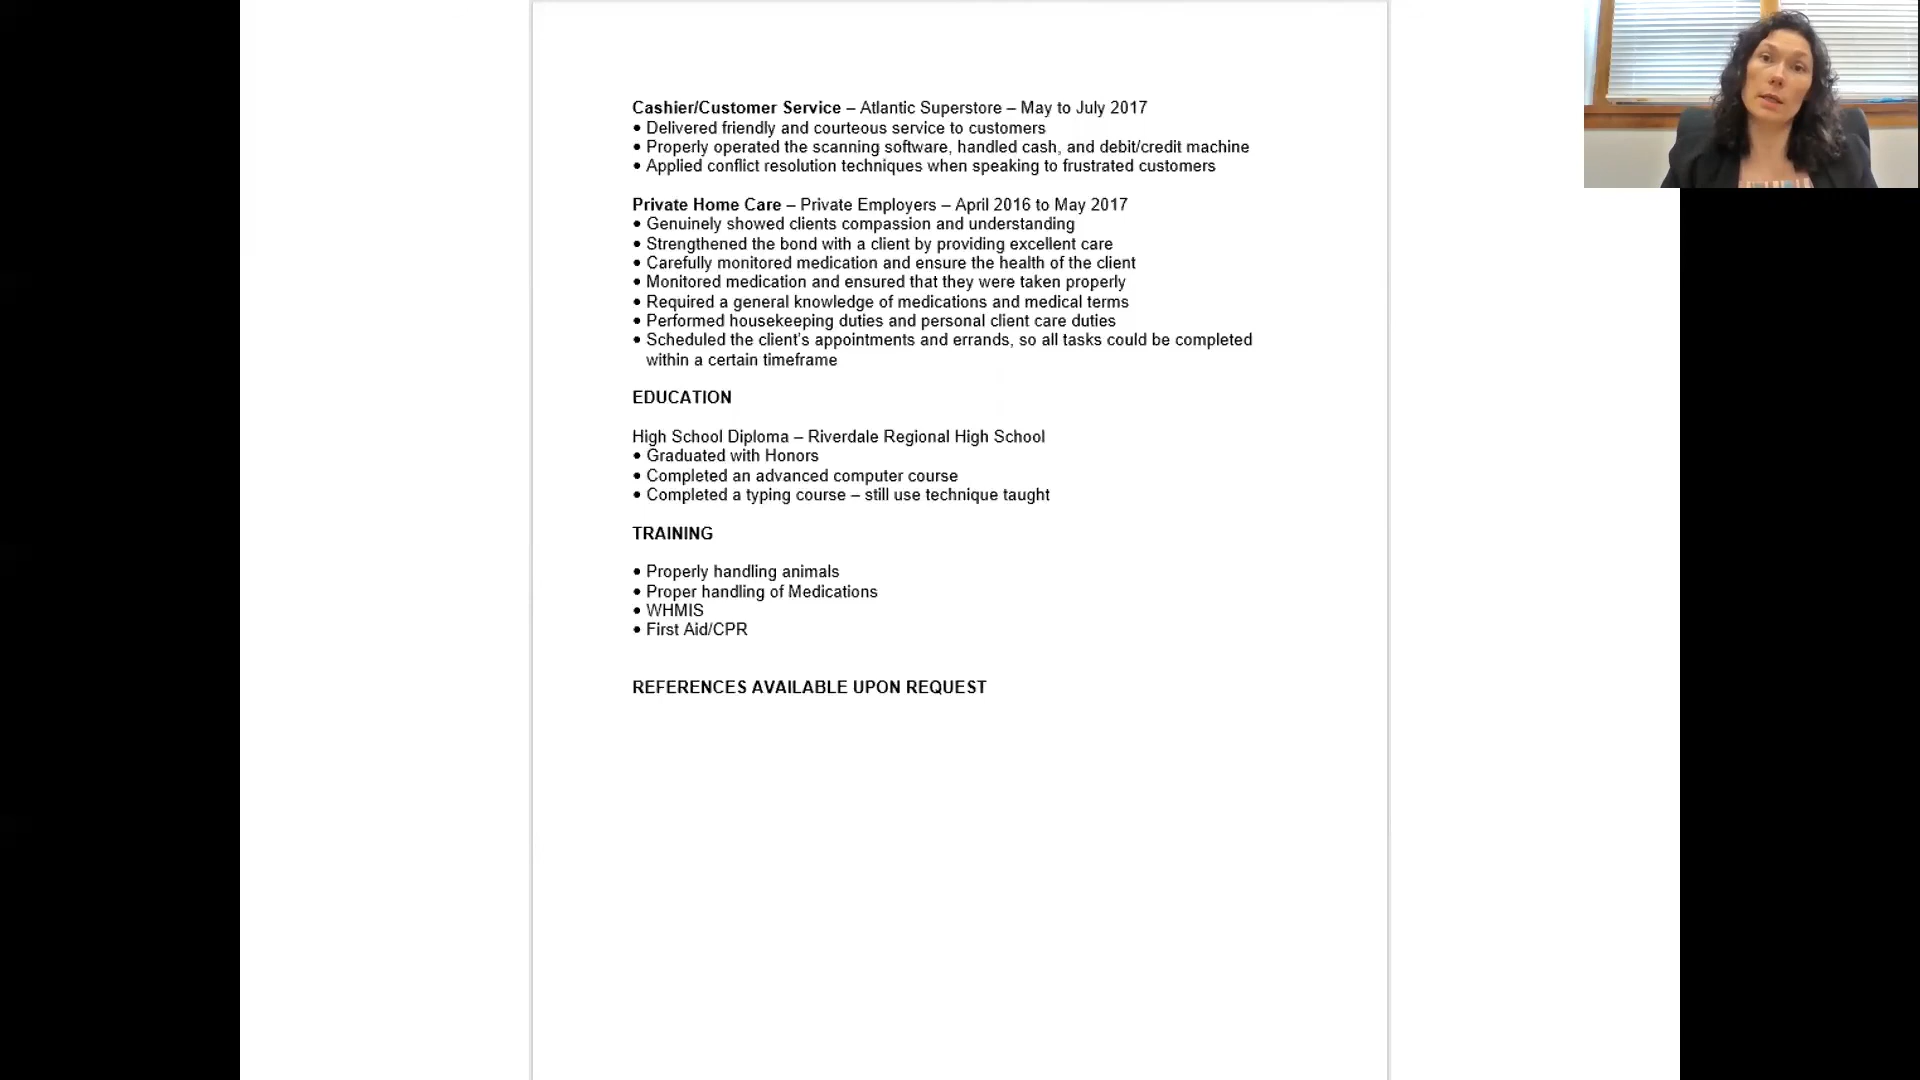 Cashier/Customer Service – Atlantic Superstore – May to July 2017
• Delivered friendly and courteous service to customers
• Properly operated the scanning software, handled cash, and debit/credit machine
• Applied conflict resolution techniques when speaking to frustrated customers
Private Home Care – Private Employers – April 2016 to May 2017
• Genuinely showed clients compassion and understanding
• Strengthened the bond with a client by providing excellent care
• Carefully monitored medication and ensure the health of the client
• Monitored medication and ensured that they were taken properly
• Required a general knowledge of medications and medical terms
• Performed housekeeping duties and personal client care duties
• Scheduled the client's appointments and errands, so all tasks could be completed
within a certain timeframe
EDUCATION
High School Diploma – Riverdale Regional High School
• Graduated with Honors
• Completed an advanced computer course
• Completed a typing course – still use technique taught
TRAINING
• Properly handling animals
• Proper handling of Medications
• WHMIS
• First Aid/CPR
REFERENCES AVAILABLE UPON REQUEST